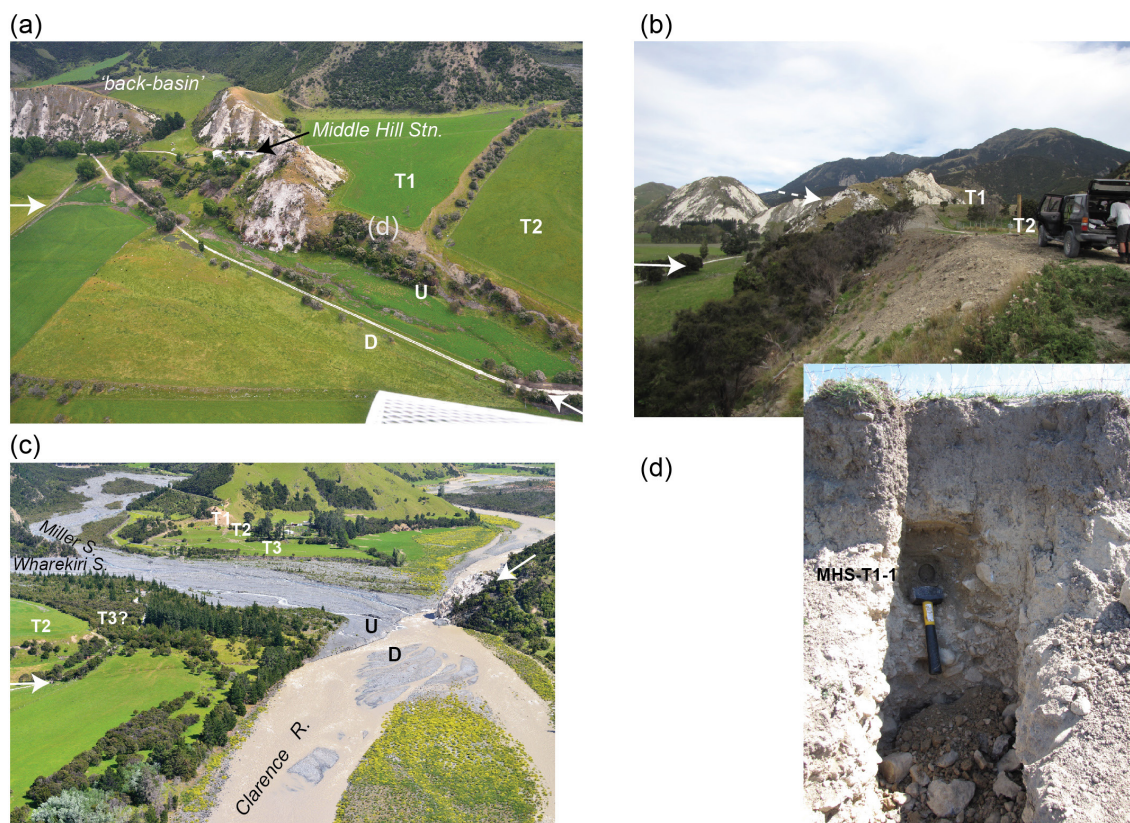 (a)
'back-basin'
Middle Hill Stn.
T1
(d)
T2
U
D
(b)
T1
T2
(c)
Miller S.
Wharekiri S.
T1
T2
T3
T3?
T2
U
D
Clarence R.
(d)
MHS-T1-1